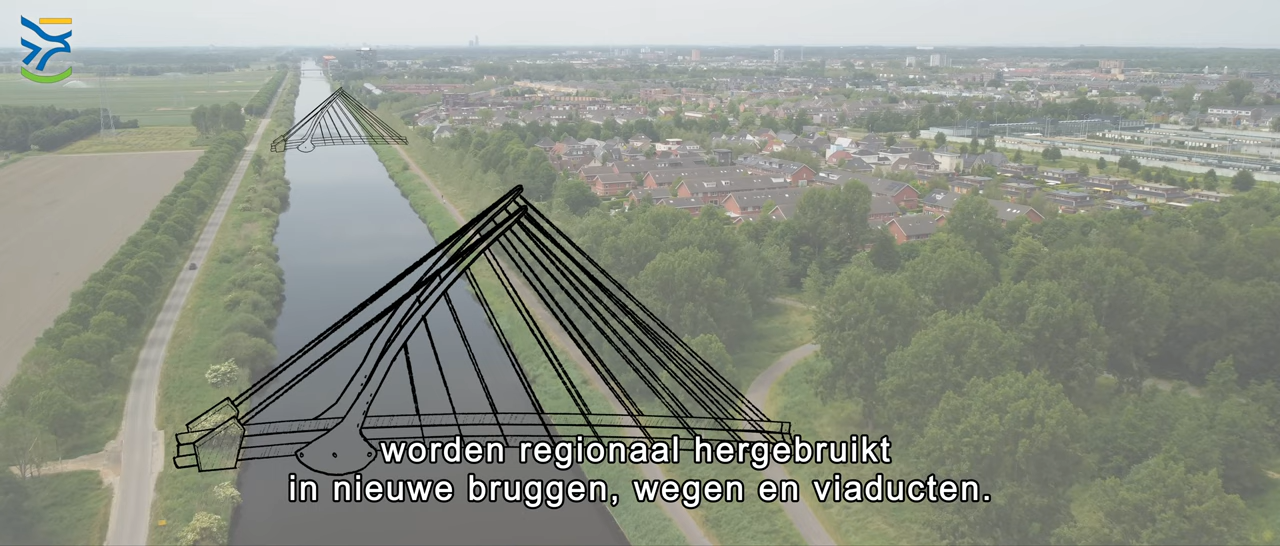 worden regionaal hergebruikt
in nieuwe bruggen, wegen en viaducten.